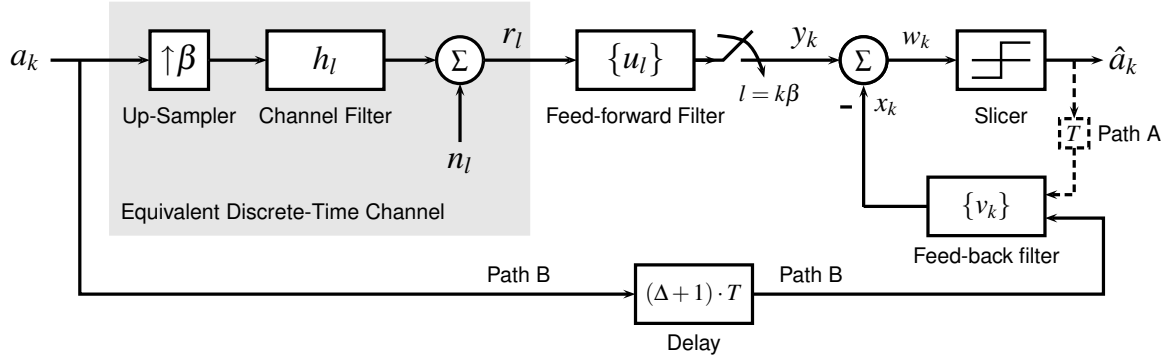 a_k
↑β
Up-Sampler
h_l
Channel Filter
Σ
n_l
r_l
Equivalent Discrete-Time Channel
{u_l}
Feed-forward Filter
l = kβ
y_k
Σ
-
x_k
w_k
Slicer
â_k
T
Path A
{v_k}
Feed-back filter
Path B
(Δ+1)·T
Delay
Path B